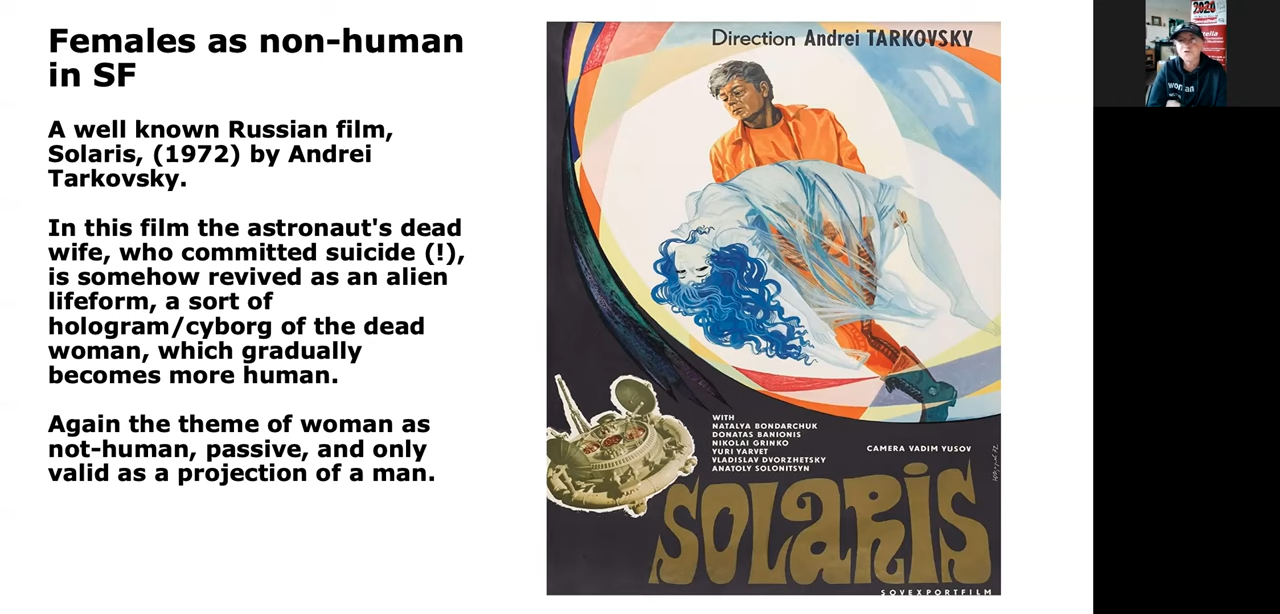 Females as non-human
in SF
A well known Russian film,
Solaris, (1972) by Andrei
Tarkovsky.
In this film the astronaut's dead
wife, who committed suicide (!),
is somehow revived as an alien
lifeform, a sort of
hologram/cyborg of the dead
woman, which gradually
becomes more human.
Again the theme of woman as
not-human, passive, and only
valid as a projection of a man.
Direction Andrei TARKOVSKY
WITH
NATALYA BONDARCHUK
DONATAS BANIONIS
NIKOLAI GRINKO
YURI YARVET
VLADISLAV DVORZHETSKY
ANATOLY SOLONITSYN
CAMERA VADIM YUSOV
SOLARIS
SOVEXPORTFILM
2020